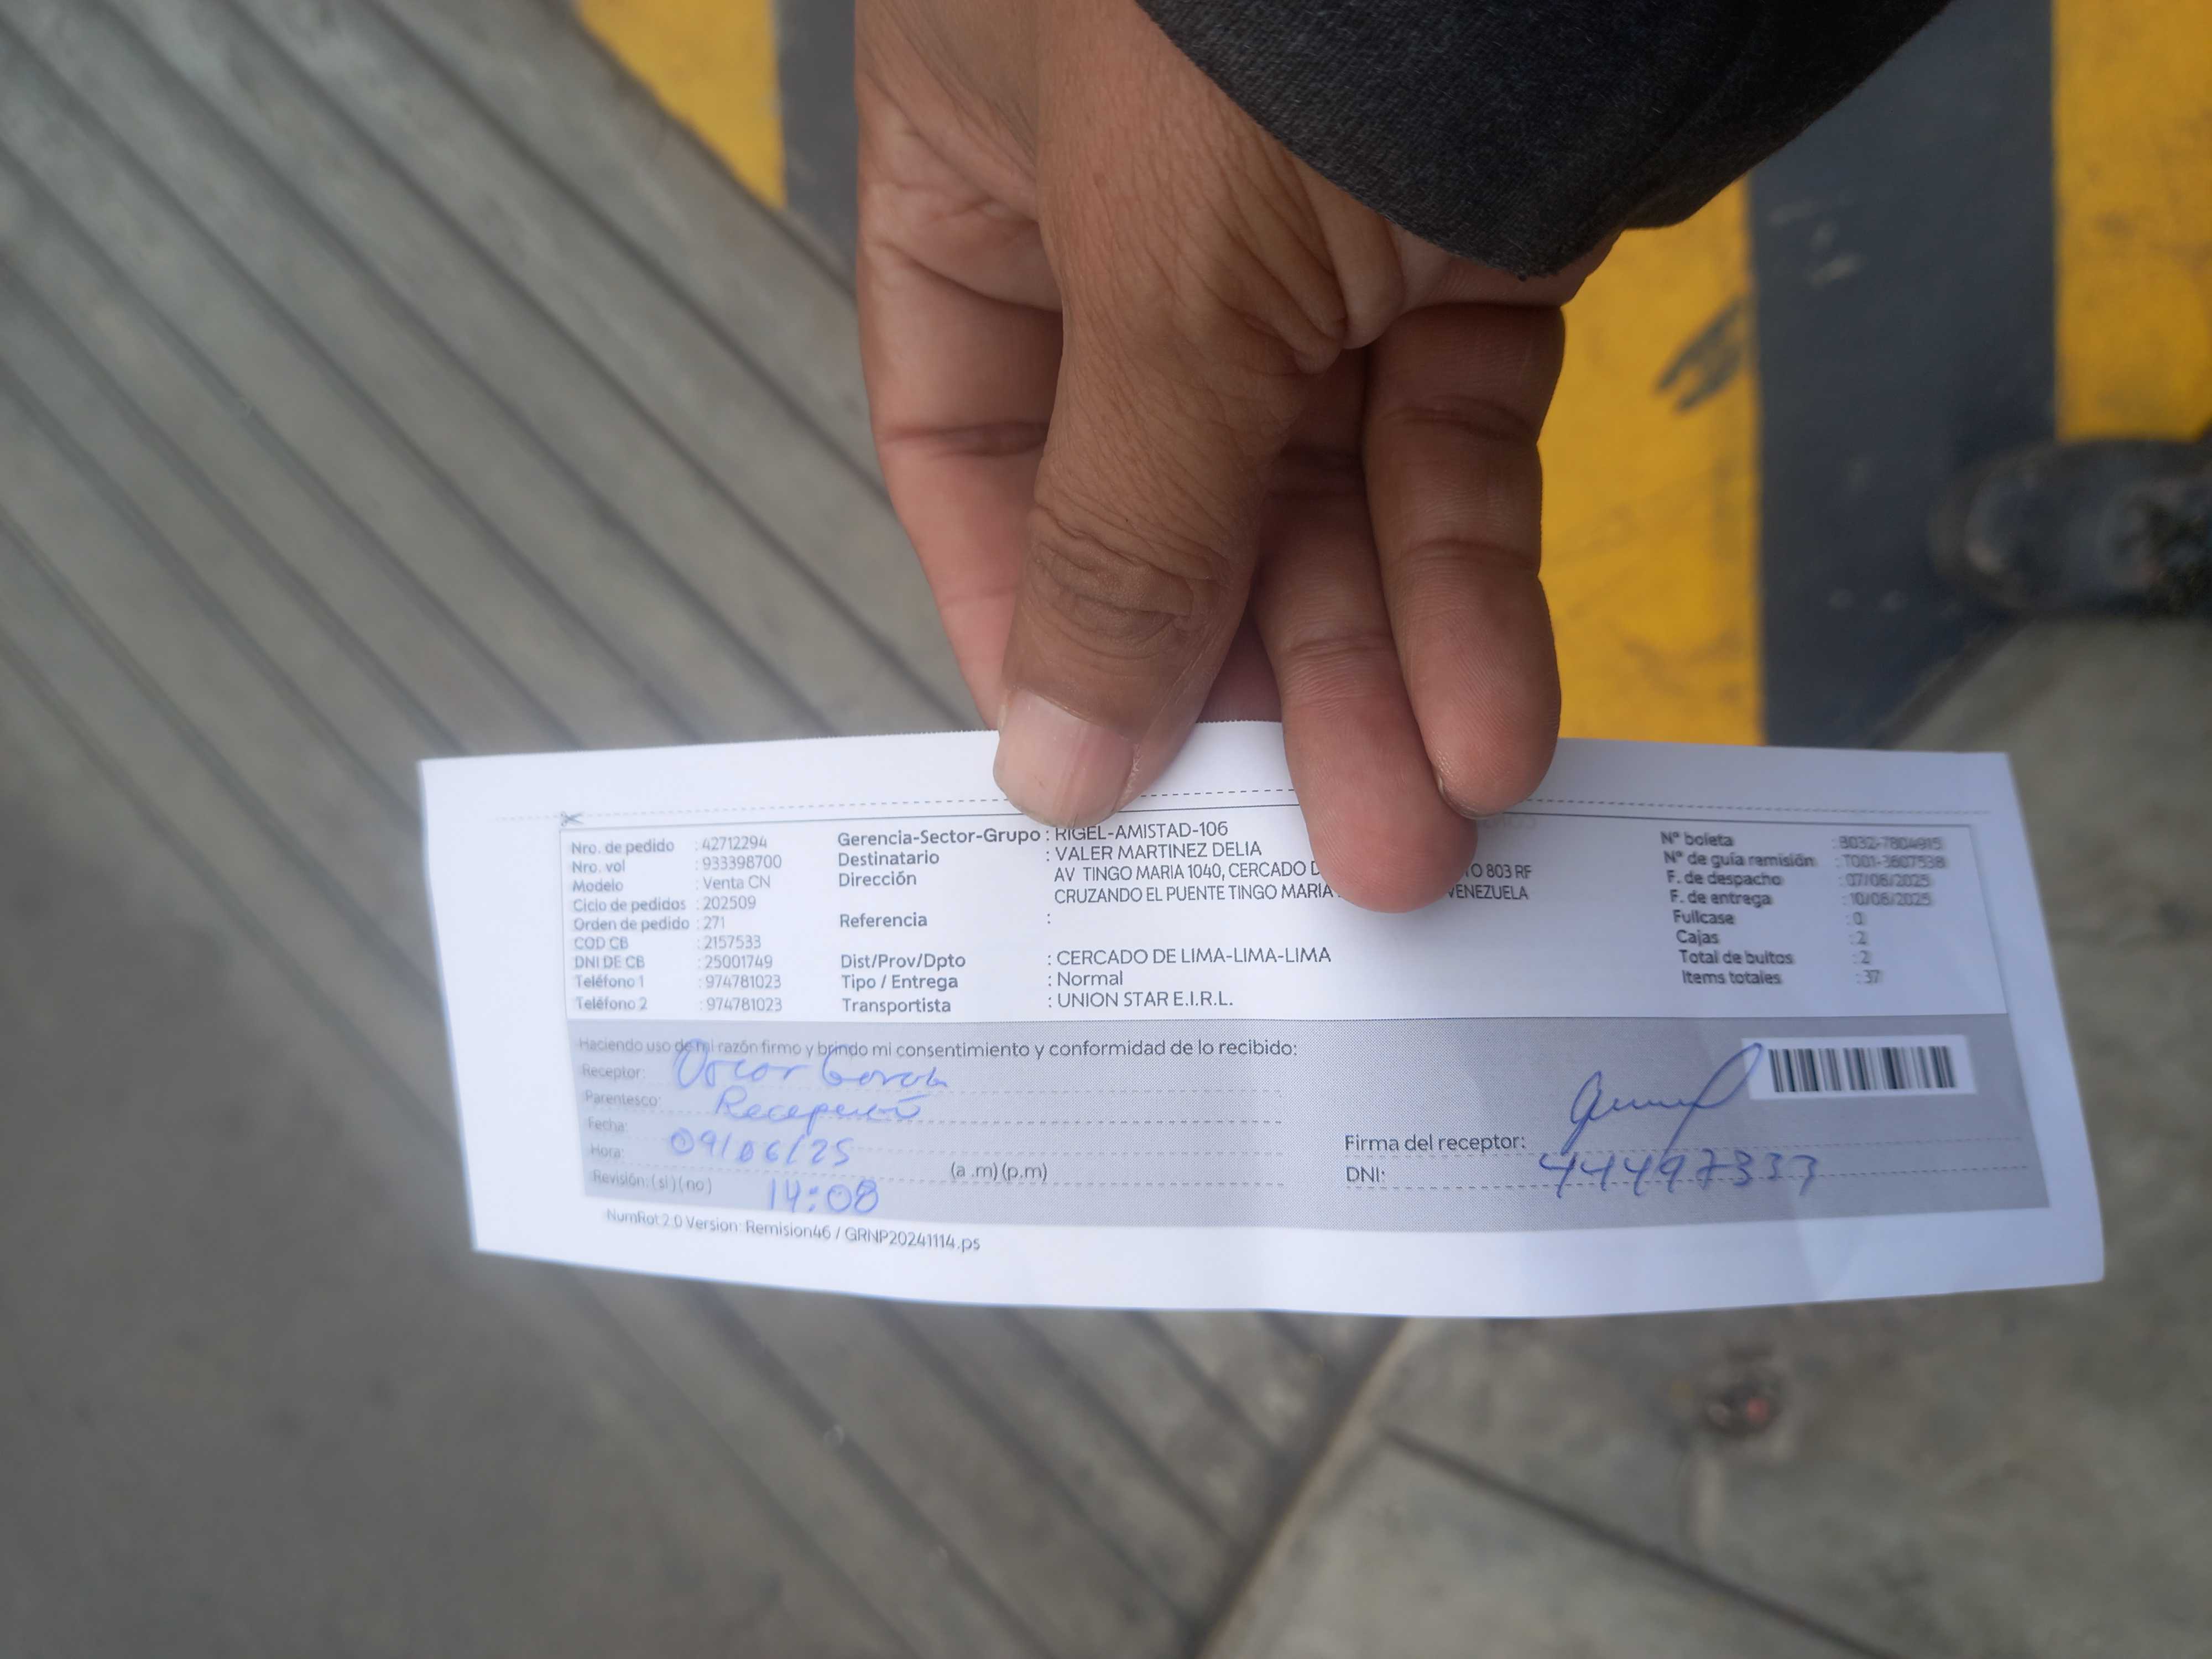 Nro. de pedido : 42712294
Nro. vol : 933398700
Modelo : Venta CN
Ciclo de pedidos : 202509
Orden de pedido : 271
COD CB : 2157533
DNI DE CB : 25001749
Teléfono 1 : 974781023
Teléfono 2 : 974781023
Gerencia-Sector-Grupo : RIGEL-AMISTAD-106
Destinatario : VALER MARTINEZ DELIA
Dirección AV TINGO MARIA 1040, CERCADO 803 RF
CRUZANDO EL PUENTE TINGO MARIA VENEZUELA
Referencia :
Dist/Prov/Dpto : CERCADO DE LIMA-LIMA-LIMA
Tipo / Entrega : Normal
Transportista : UNION STAR E.I.R.L.
N° boleta : B032-7804915
N° de guía remisión : T001-3607538
F. de despacho : 07/06/2025
F. de entrega : 10/06/2025
Fullcase : 0
Cajas : 2
Total de bultos : 2
Items totales : 37
Haciendo uso de mi razón firmo y brindo mi consentimiento y conformidad de lo recibido:
Receptor: Oscar
Parentesco: Recepción
Fecha: 09/06/25
Hora: 14:08 (a .m) (p.m)
Revisión: (si) (no)
Firma del receptor:
DNI: 44497333
NumRot 2.0 Version: Remision46 / GRNP20241114.ps